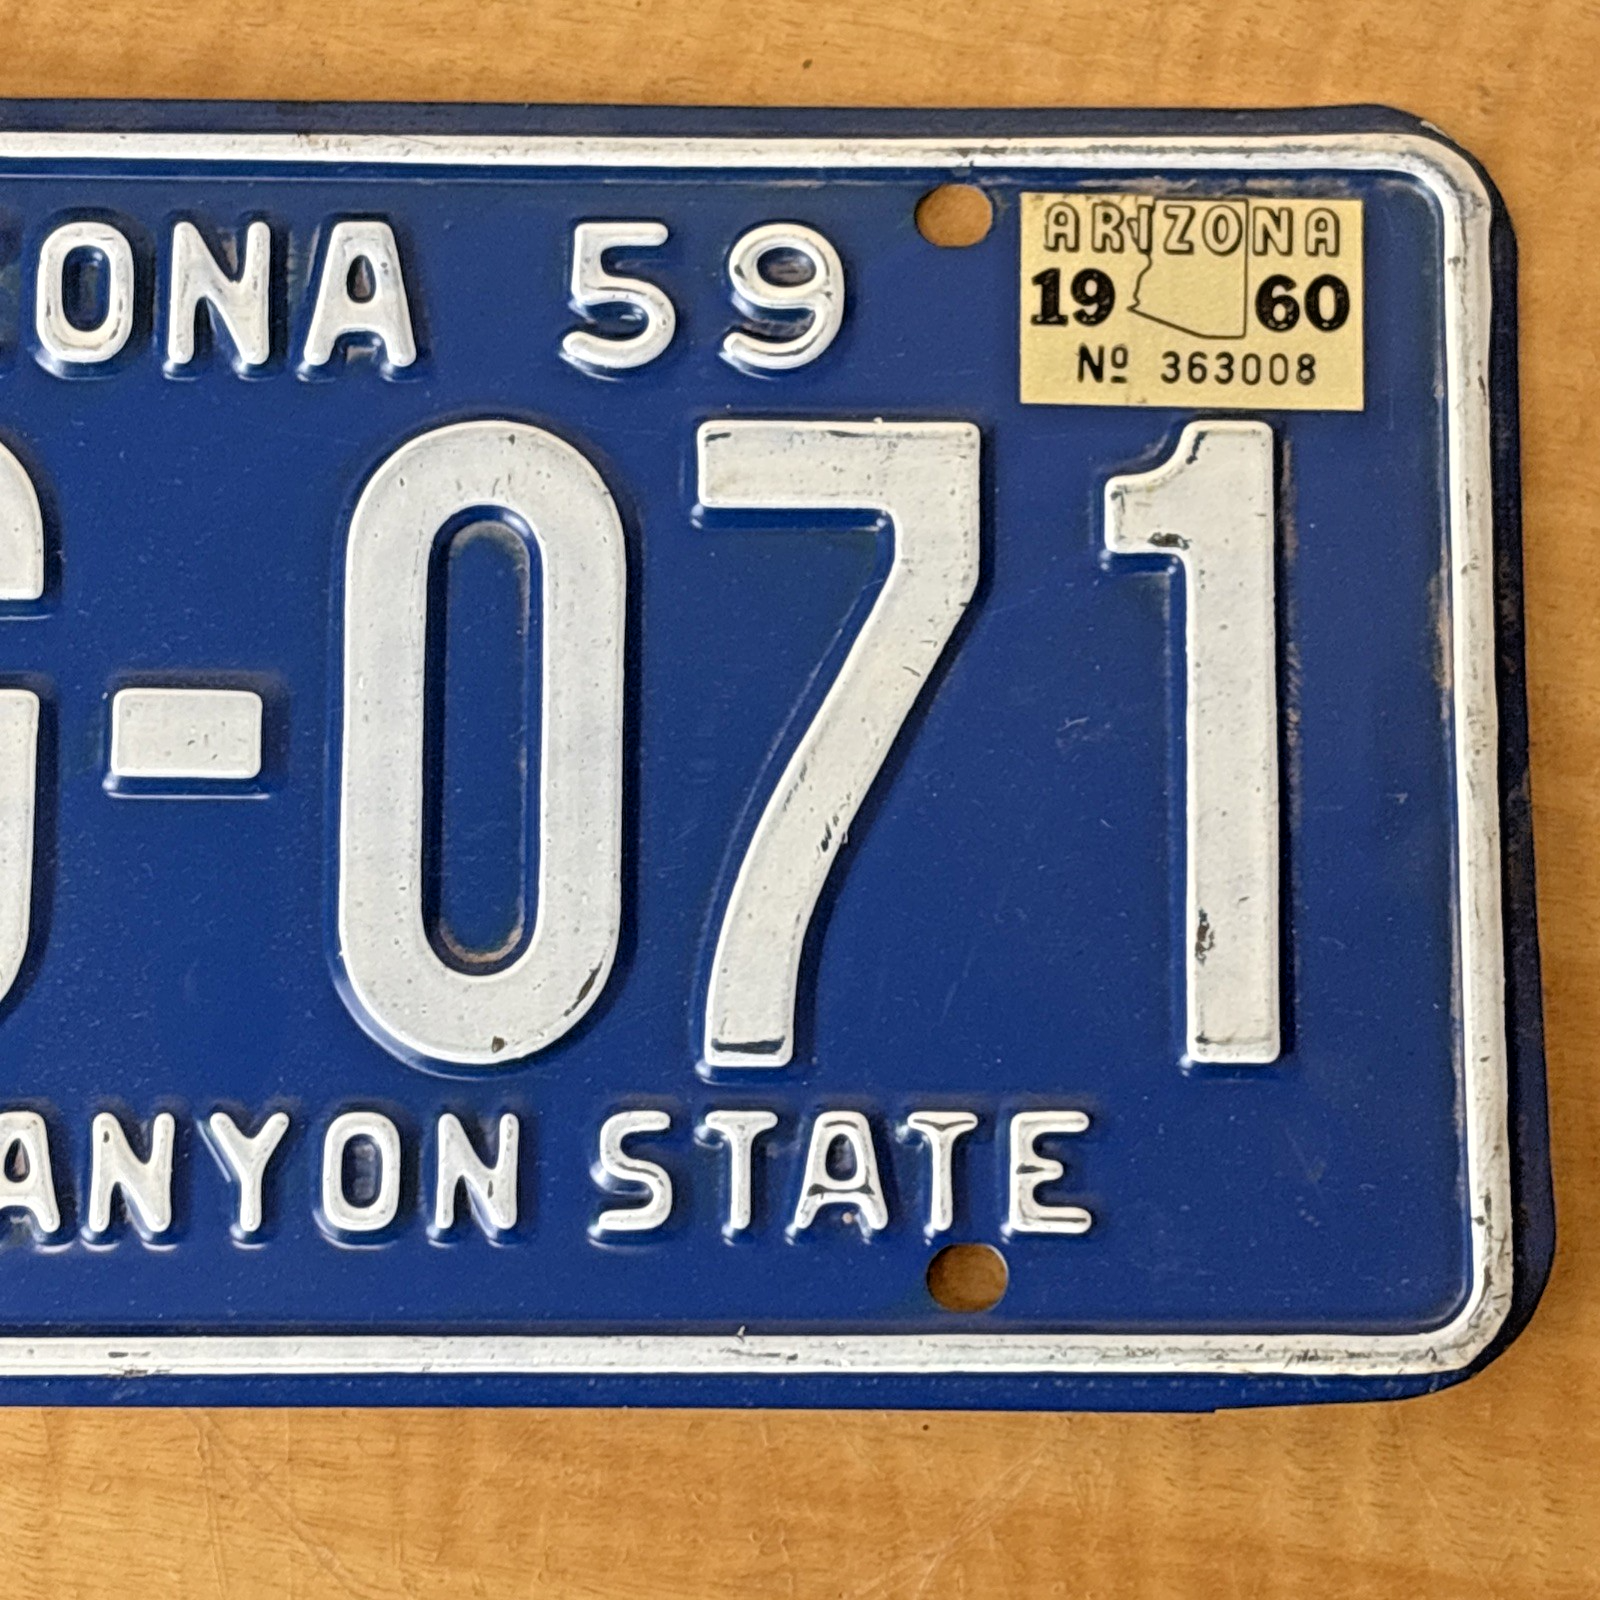 ONA 59
ARIZONA
19 60
Nº 363008
G-071
ANYON STATE